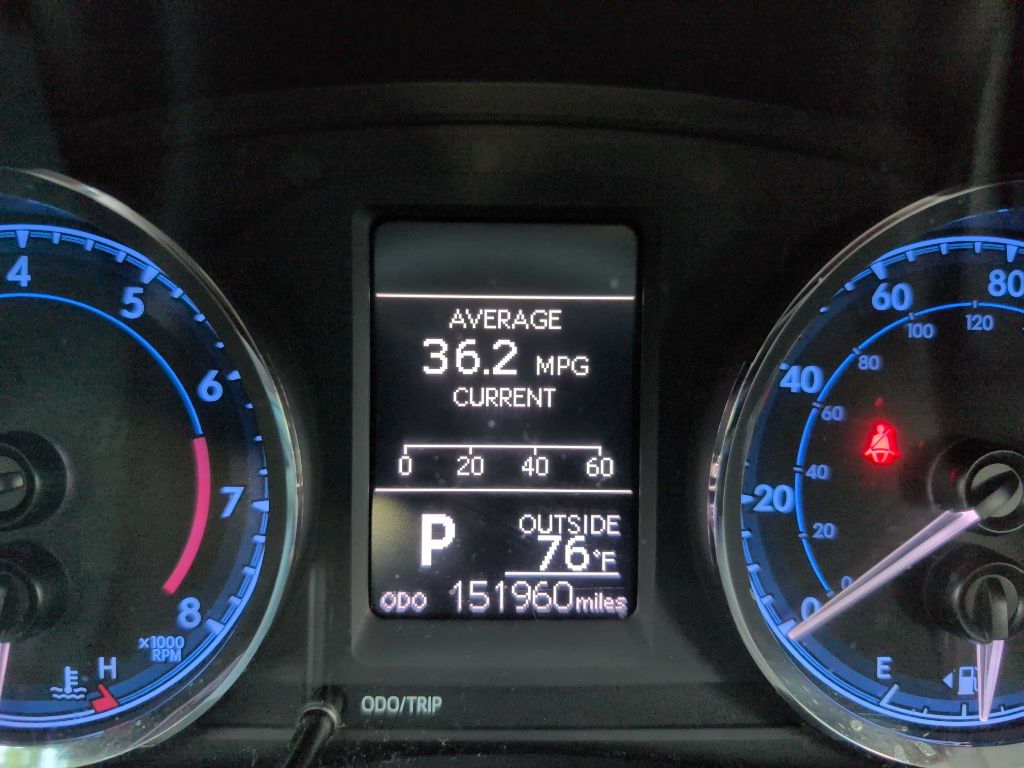 4
5
6
7
8
x1000
RPM
H
AVERAGE
36.2 MPG
CURRENT
0 20 40 60
P
OUTSIDE
76°F
ODO 151960miles
ODO/TRIP
0
20
40
60
80
0
20
40
60
80
100
120
E